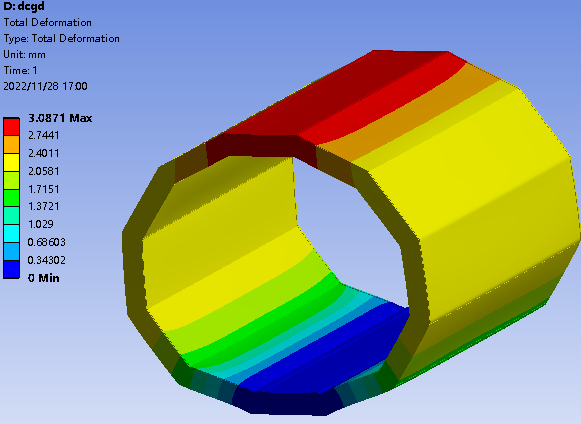 D: dcgd
Total Deformation
Type: Total Deformation
Unit: mm
Time: 1
2022/11/28 17:00
3.0871 Max
2.7441
2.4011
2.0581
1.7151
1.3721
1.029
0.68603
0.34302
0 Min